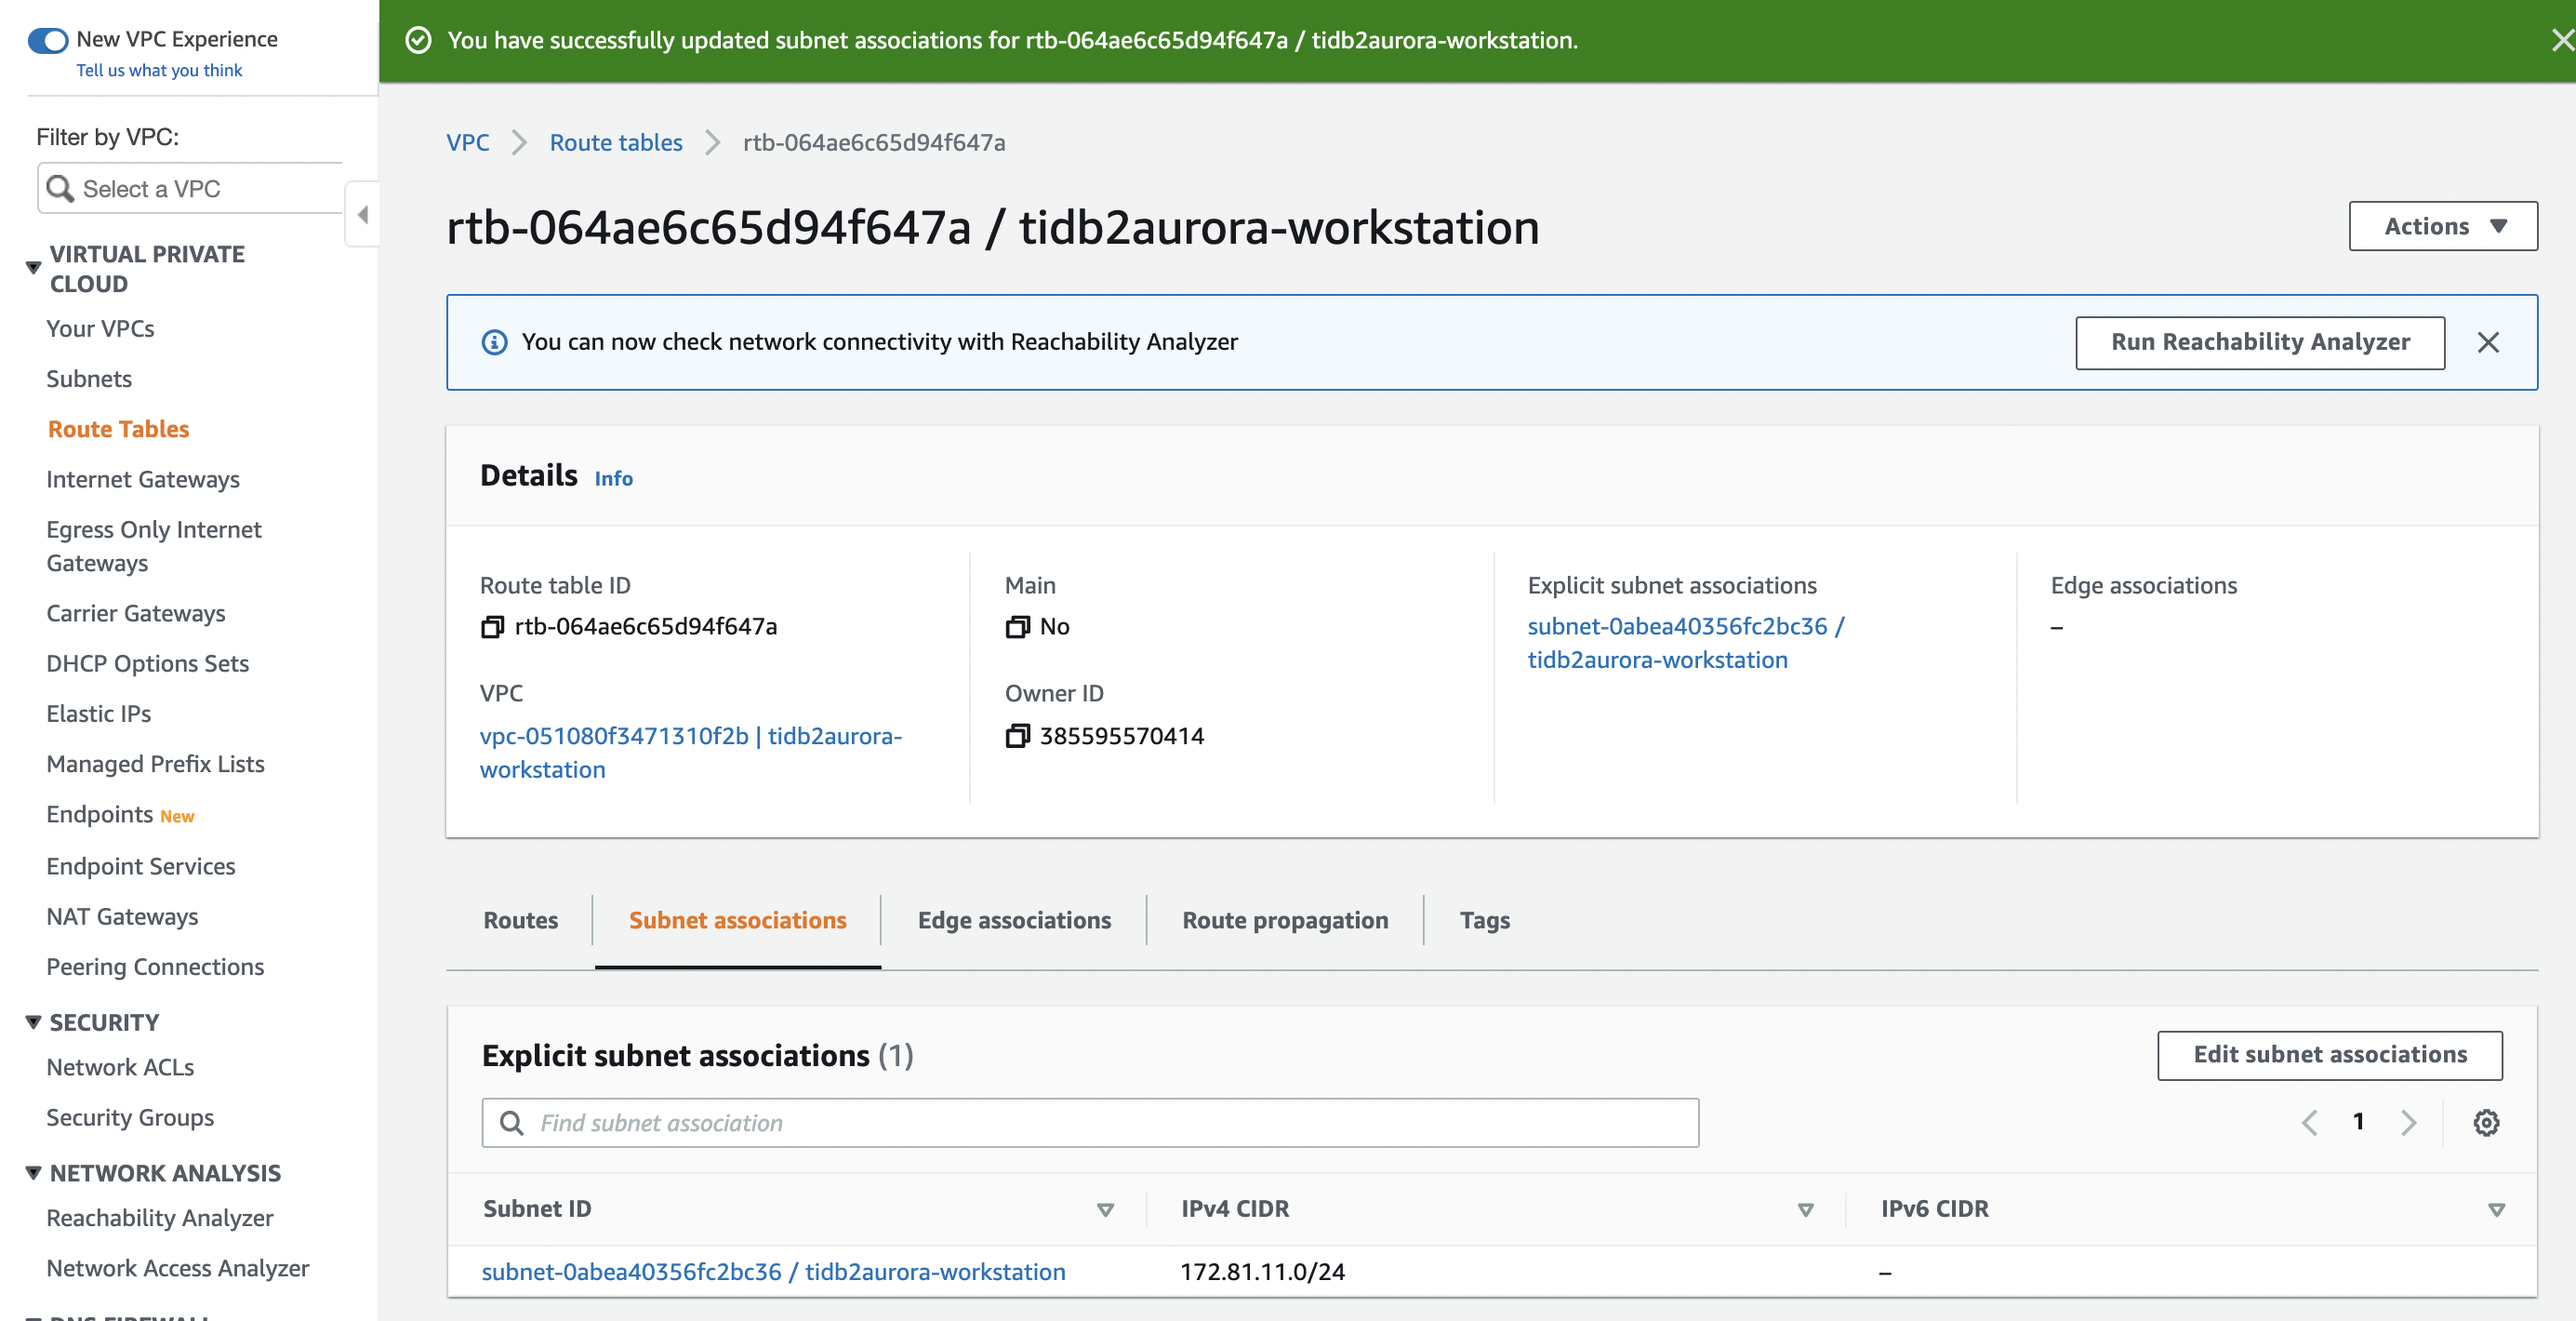 New VPC Experience
Tell us what you think
Filter by VPC:
Select a VPC
VIRTUAL PRIVATE
CLOUD
Your VPCs
Subnets
Route Tables
Internet Gateways
Egress Only Internet
Gateways
Carrier Gateways
DHCP Options Sets
Elastic IPs
Managed Prefix Lists
Endpoints New
Endpoint Services
NAT Gateways
Peering Connections
SECURITY
Network ACLs
Security Groups
NETWORK ANALYSIS
Reachability Analyzer
Network Access Analyzer
DNS FIREWALL
You have successfully updated subnet associations for rtb-064ae6c65d94f647a / tidb2aurora-workstation.
VPC > Route tables > rtb-064ae6c65d94f647a
rtb-064ae6c65d94f647a / tidb2aurora-workstation
Actions
You can now check network connectivity with Reachability Analyzer
Run Reachability Analyzer
Details Info
Route table ID
rtb-064ae6c65d94f647a
VPC
vpc-051080f3471310f2b | tidb2aurora-
workstation
Main
No
Owner ID
385595570414
Explicit subnet associations
subnet-0abea40356fc2bc36 /
tidb2aurora-workstation
Edge associations
–
Routes
Subnet associations
Edge associations
Route propagation
Tags
Explicit subnet associations (1)
Edit subnet associations
Find subnet association
1
Subnet ID
IPv4 CIDR
IPv6 CIDR
subnet-0abea40356fc2bc36 / tidb2aurora-workstation
172.81.11.0/24
–